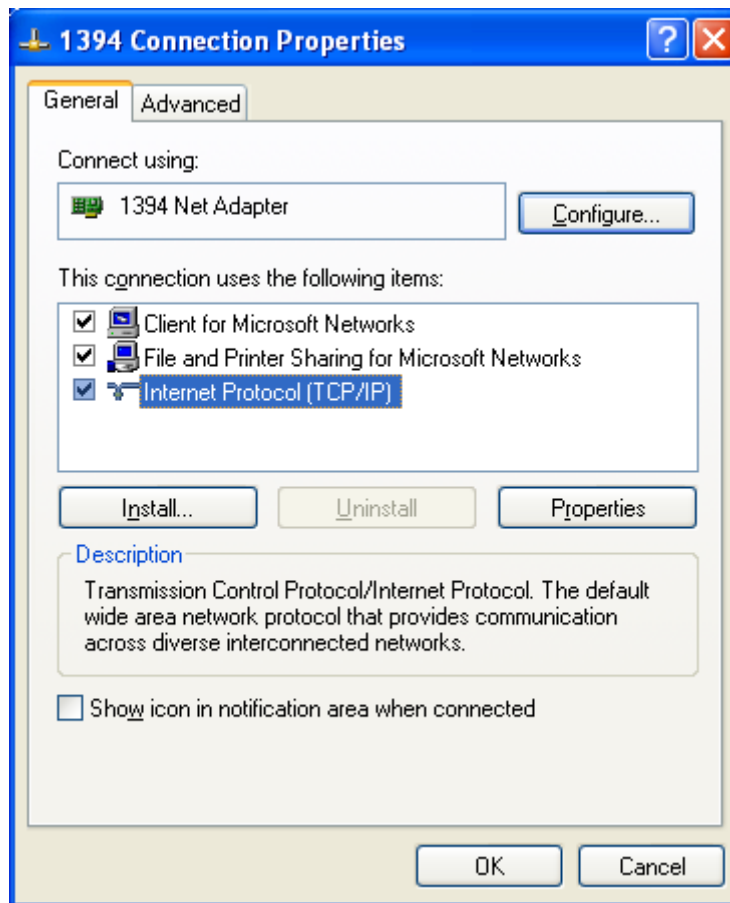 1394 Connection Properties
General
Advanced
Connect using:
1394 Net Adapter
Configure...
This connection uses the following items:
Client for Microsoft Networks
File and Printer Sharing for Microsoft Networks
Internet Protocol (TCP/IP)
Install...
Uninstall
Properties
Description
Transmission Control Protocol/Internet Protocol. The default
wide area network protocol that provides communication
across diverse interconnected networks.
Show icon in notification area when connected
OK
Cancel